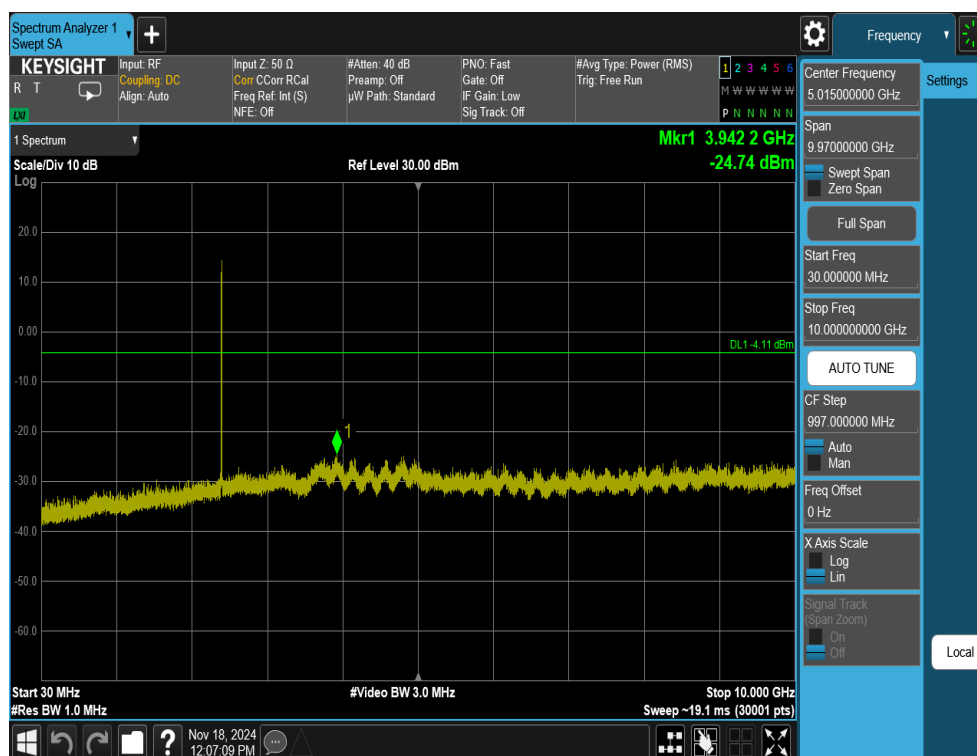 Spectrum Analyzer 1
Swept SA
Frequency
KEYSIGHT
R T
LXI
Input: RF
Coupling: DC
Align: Auto
Input Z: 50 Ω
Corr CCorr RCal
Freq Ref: Int (S)
NFE: Off
#Atten: 40 dB
Preamp: Off
µW Path: Standard
PNO: Fast
Gate: Off
IF Gain: Low
Sig Track: Off
#Avg Type: Power (RMS)
Trig: Free Run
1 2 3 4 5 6
M W W W W W
P N N N N N
1 Spectrum
Scale/Div 10 dB
Log
Ref Level 30.00 dBm
Mkr1 3.942 2 GHz
-24.74 dBm
20.0
10.0
0.00
DL1 -4.11 dBm
-10.0
-20.0
1
-30.0
-40.0
-50.0
-60.0
Start 30 MHz
#Res BW 1.0 MHz
#Video BW 3.0 MHz
Stop 10.000 GHz
Sweep ~19.1 ms (30001 pts)
Center Frequency
5.015000000 GHz
Settings
Span
9.97000000 GHz
Swept Span
Zero Span
Full Span
Start Freq
30.000000 MHz
Stop Freq
10.000000000 GHz
AUTO TUNE
CF Step
997.000000 MHz
Auto
Man
Freq Offset
0 Hz
X Axis Scale
Log
Lin
Signal Track
(Span Zoom)
On
Off
Local
?
Nov 18, 2024
12:07:09 PM